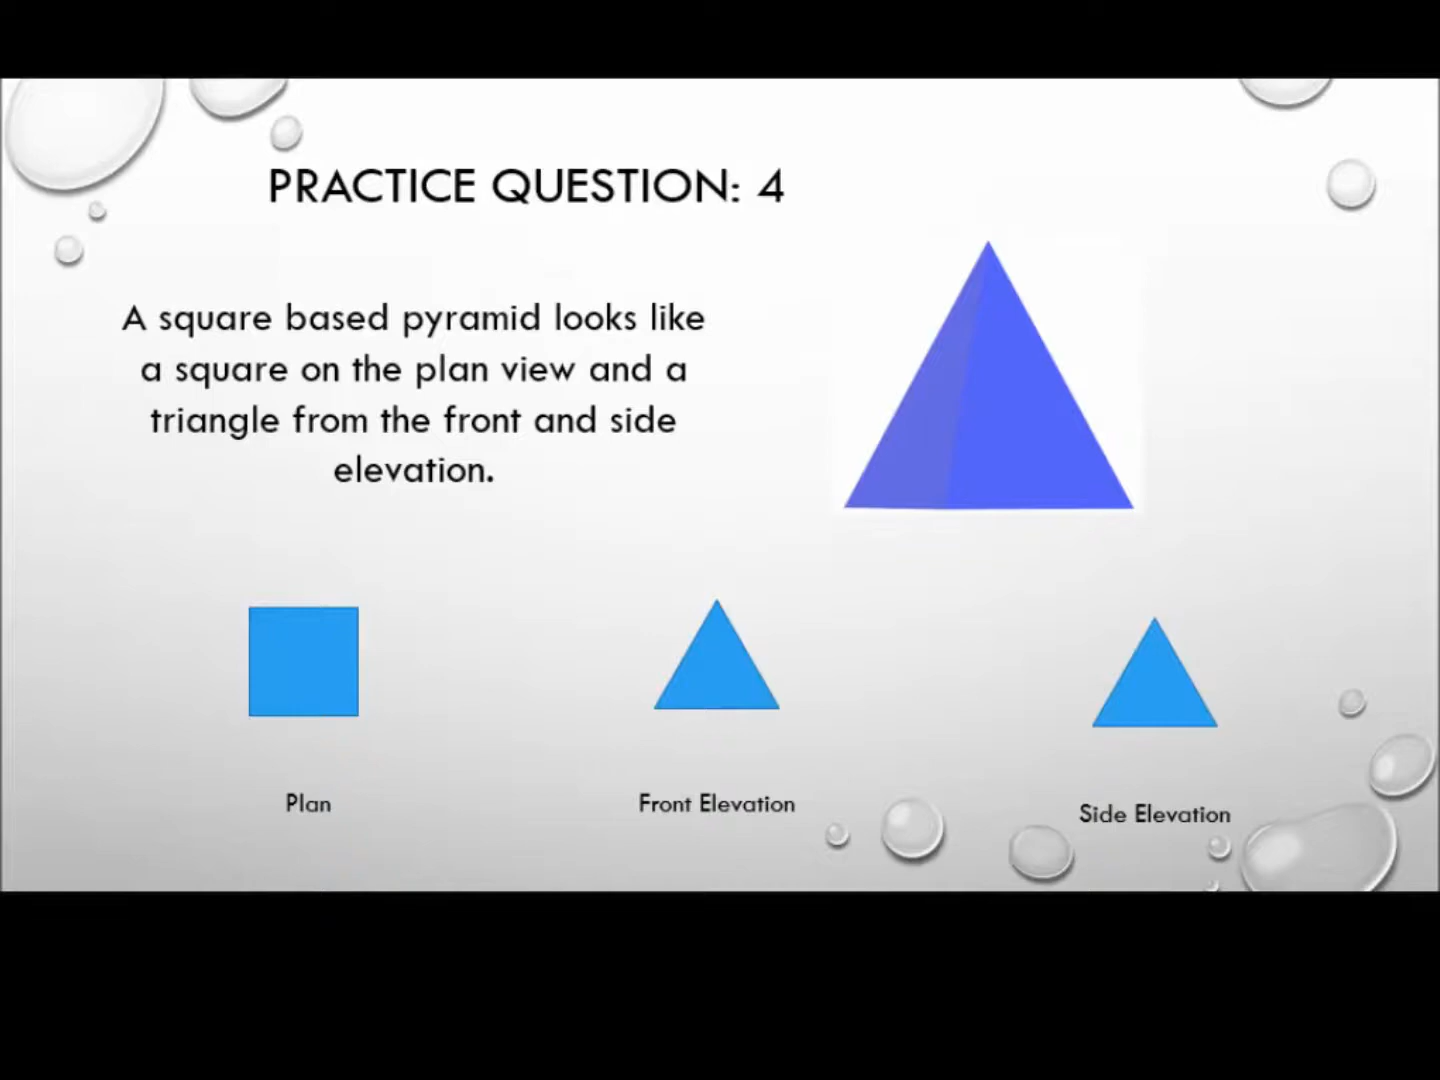 PRACTICE QUESTION: 4
A square based pyramid looks like
a square on the plan view and a
triangle from the front and side
elevation.
Plan
Front Elevation
Side Elevation